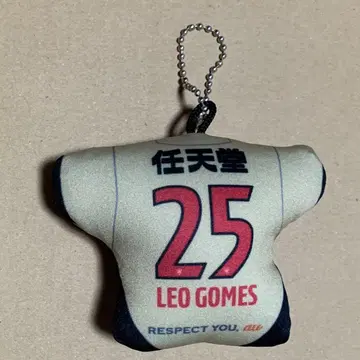 任天堂
25
LEO GOMES
RESPECT YOU, au